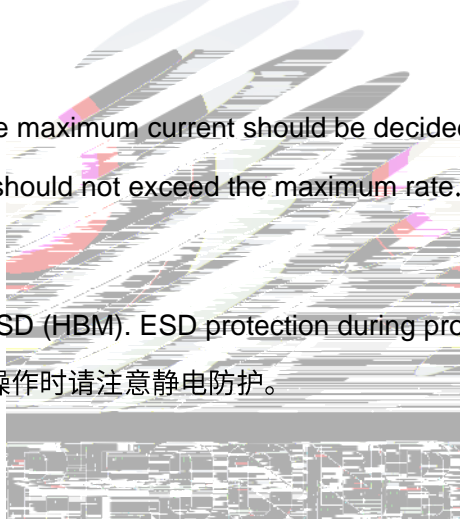 e maximum current should be decided
should not exceed the maximum rate.
SD (HBM). ESD protection during pro
操作时请注意静电防护。